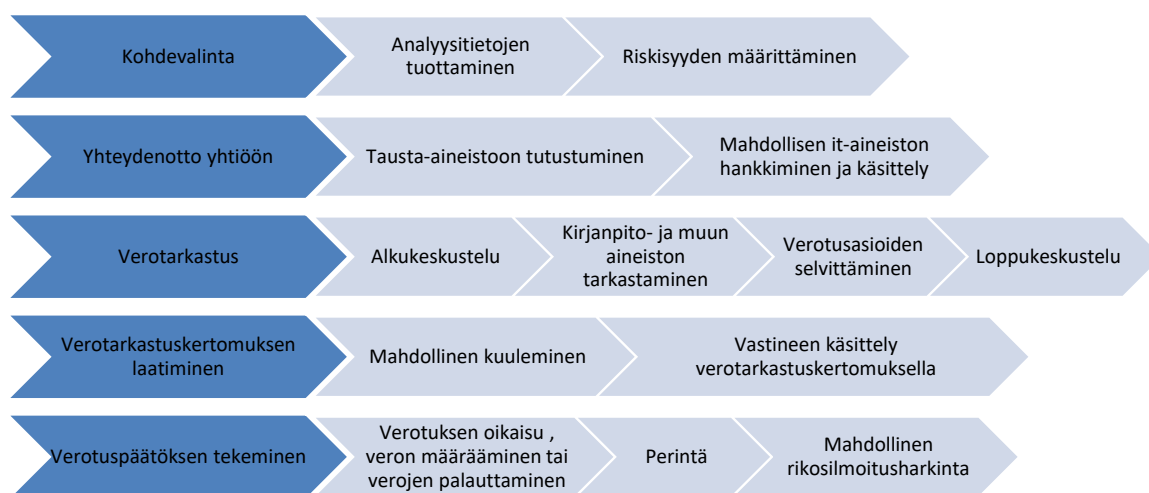 Kohdevalinta
Analyysitietojen
tuottaminen
Riskisyyden määrittäminen
Yhteydenotto yhtiöön
Tausta-aineistoon tutustuminen
Mahdollisen it-aineiston
hankkiminen ja käsittely
Verotarkastus
Alkukeskustelu
Kirjanpito- ja muun
aineiston
tarkastaminen
Verotusasioiden
selvittäminen
Loppukeskustelu
Verotarkastuskertomuksen
laatiminen
Mahdollinen kuuleminen
Vastineen käsittely
verotarkastuskertomuksella
Verotuspäätöksen tekeminen
Verotuksen oikaisu ,
veron määrääminen tai
verojen palauttaminen
Perintä
Mahdollinen
rikosilmoitusharkinta